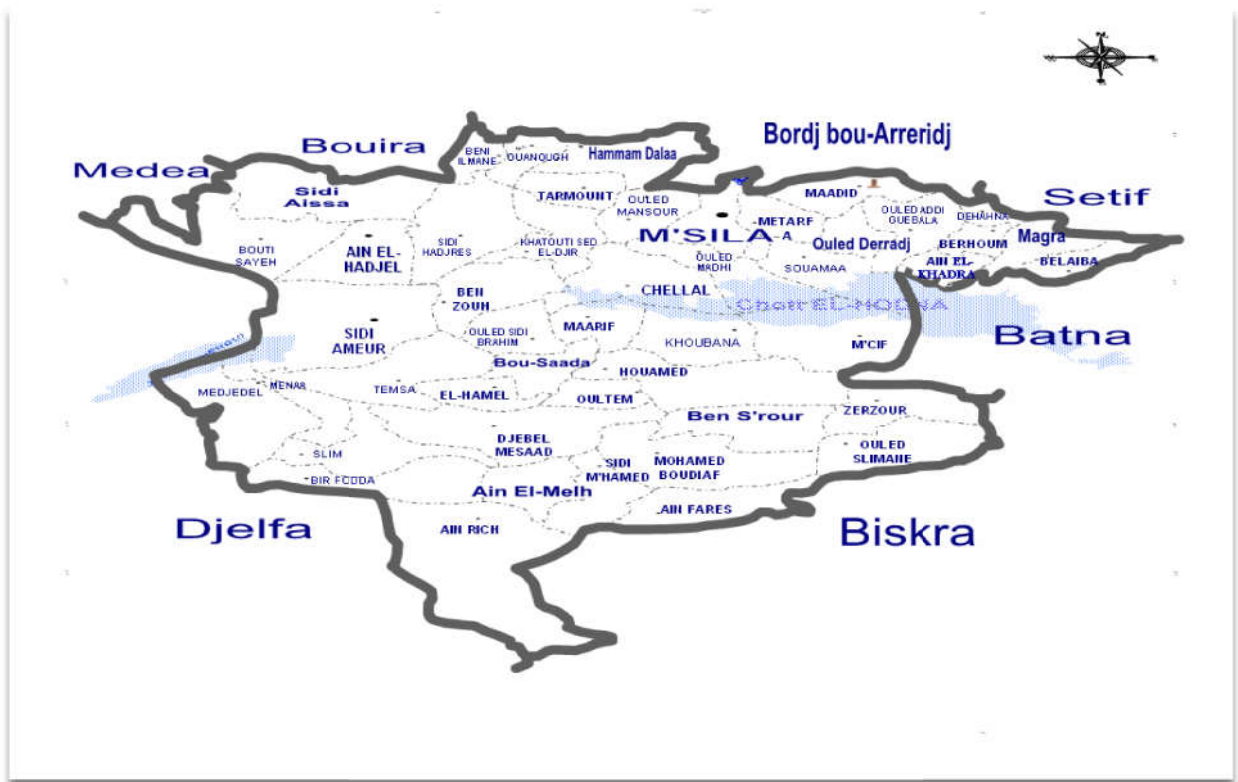 Bordj bou-Arreridj
Bouira
Medea
Setif
BENI
ILMANE
OUANOUGH
Hammam Dalaa
Sidi
Aissa
TARMOUNT
OULED
MANSOUR
MAADID
OULED ADDI
GUEBALA
DEHAHNA
METARF
A
M'SILA
Ouled Derradj
BERHOUM
Magra
BOUTI
SAYEH
AIN EL-
HADJEL
SIDI
HADJRES
KHATOUTI SED
EL-DJIR
OULED
MADHI
SOUAMAA
AIN EL-
KHADRA
BELAIBA
BEN
ZOUH
CHELLAL
Chott EL-HODNA
SIDI
AMEUR
OULED SIDI
BRAHIM
MAARIF
KHOUBANA
M'CIF
Batna
Bou-Saada
HOUAMED
MEDJEDEL
MENAA
TEMSA
EL-HAMEL
OULTEM
Ben S'rour
ZERZOUR
SLIM
DJEBEL
MESAAD
SIDI
M'HAMED
MOHAMED
BOUDIAF
OULED
SLIMANE
BIR FODDA
Ain El-Melh
AIN FARES
AIN RICH
Djelfa
Biskra